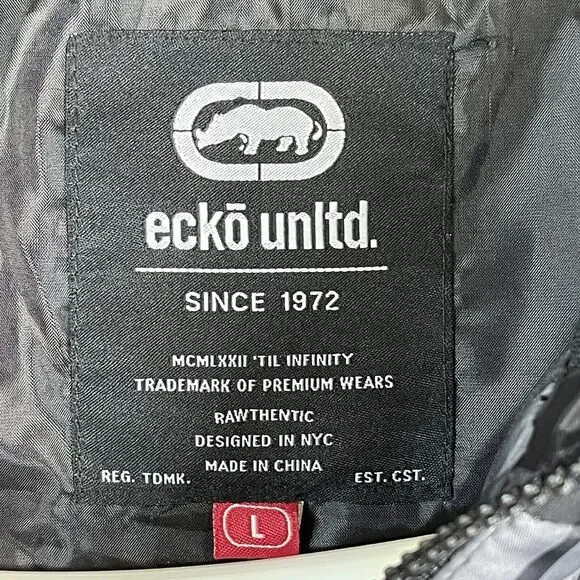 eckō unltd.
SINCE 1972
MCMLXXII 'TIL INFINITY
TRADEMARK OF PREMIUM WEARS
RAWTHENTIC
DESIGNED IN NYC
MADE IN CHINA
REG. TDMK.
EST. CST.
L